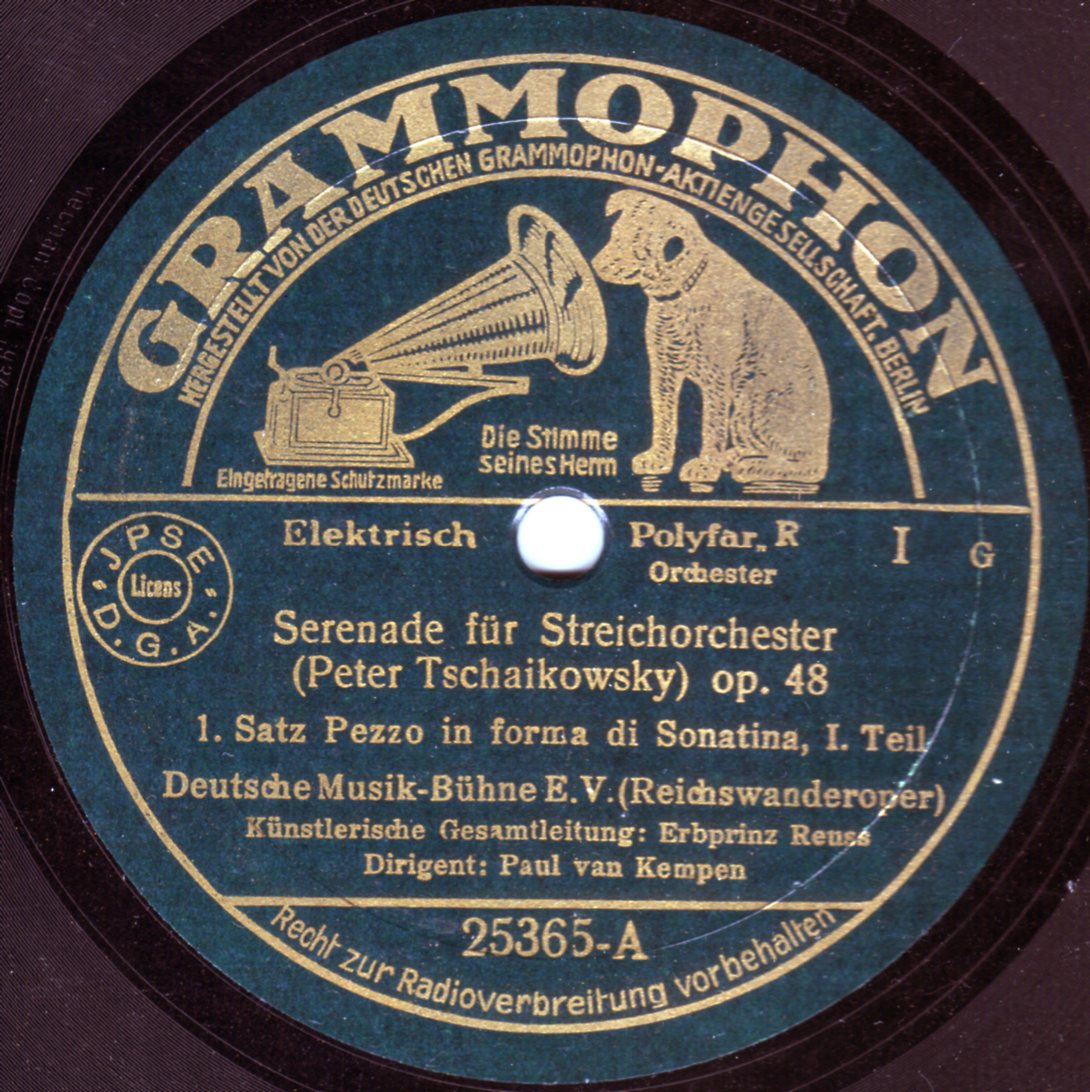 GRAMMOPHON
HERGESTELLT VON DER DEUTSCHEN GRAMMOPHON-AKTIENGESELLSCHAFT. BERLIN
Die Stimme
seines Herrn
Eingetragene Schutzmarke
Elektrisch
Polyfar„ R
Orchester
I
G
JPSE
Licens
D.G.A.
Serenade für Streichorchester
(Peter Tschaikowsky) op. 48
1. Satz Pezzo in forma di Sonatina, I. Teil
Deutsche Musik-Bühne E.V. (Reichswanderoper)
Künstlerische Gesamtleitung: Erbprinz Reuss
Dirigent: Paul van Kempen
25365-A
Recht zur Radioverbreitung vorbehalten